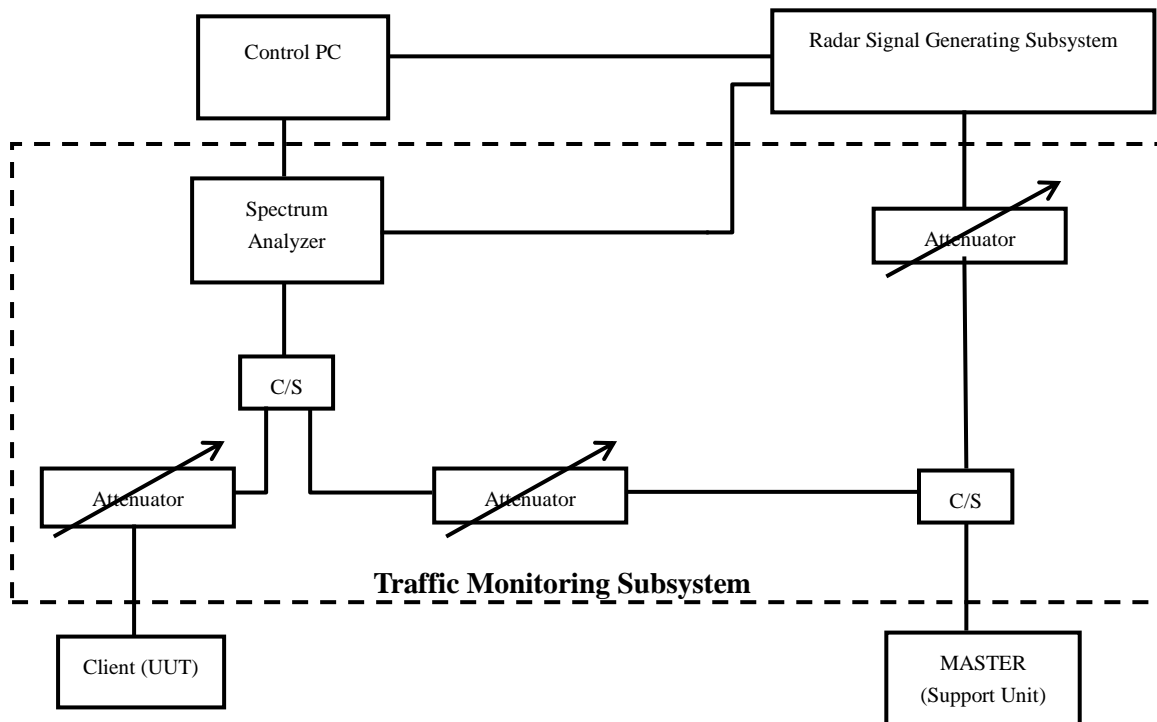 Control PC
Radar Signal Generating Subsystem
Spectrum
Analyzer
Attenuator
C/S
Attenuator
Attenuator
C/S
Traffic Monitoring Subsystem
Client (UUT)
MASTER
(Support Unit)